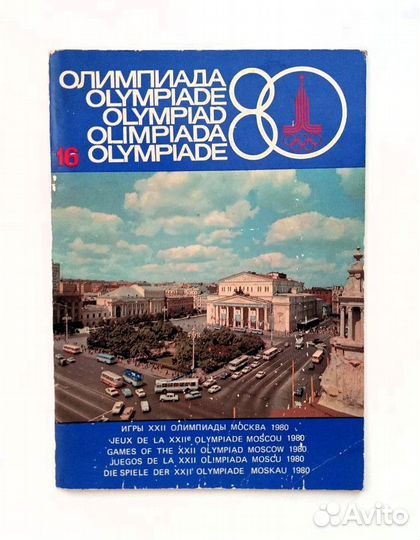 ОЛИМПИАДА
OLYMPIADE
OLYMPIAD
OLIMPIADA
OLYMPIADE
80
16
ИГРЫ XXII ОЛИМПИАДЫ МОСКВА 1980
JEUX DE LA XXIIe OLYMPIADE MOSCOU 1980
GAMES OF THE XXII OLYMPIAD MOSCOW 1980
JUEGOS DE LA XXII OLIMPIADA MOSCU 1980
DIE SPIELE DER XXII OLYMPIADE MOSKAU 1980
Avito